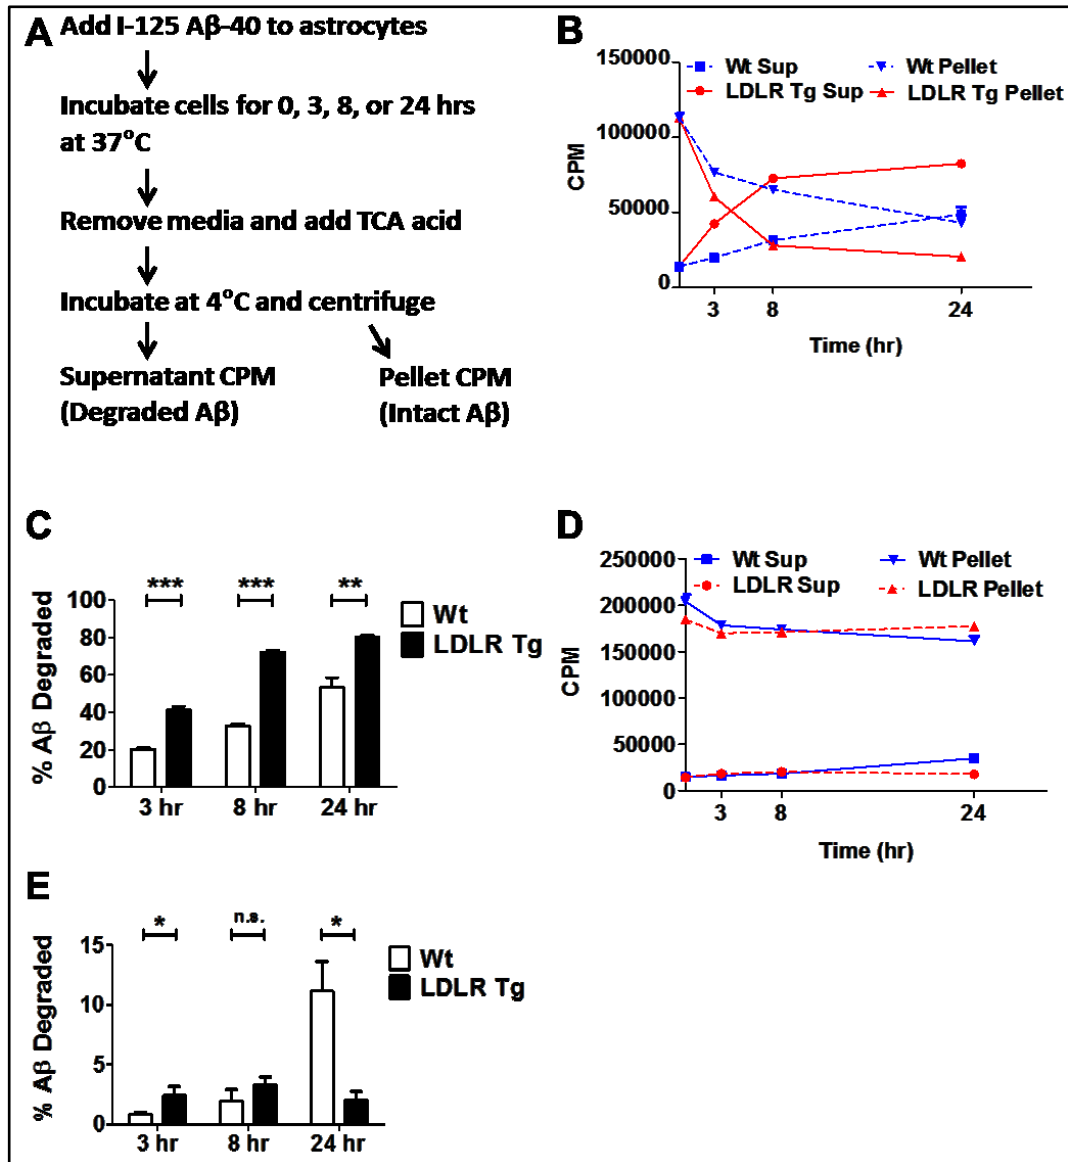 A
Add I-125 Aβ-40 to astrocytes
Incubate cells for 0, 3, 8, or 24 hrs
at 37°C
Remove media and add TCA acid
Incubate at 4°C and centrifuge
Supernatant CPM
(Degraded Aβ)
Pellet CPM
(Intact Aβ)
B
Wt Sup
Wt Pellet
LDLR Tg Sup
LDLR Tg Pellet
CPM
150000
100000
50000
0
3
8
24
Time (hr)
C
***
***
**
Wt
LDLR Tg
% Aβ Degraded
100
80
60
40
20
0
3 hr
8 hr
24 hr
D
Wt Sup
Wt Pellet
LDLR Sup
LDLR Pellet
CPM
250000
200000
150000
100000
50000
0
3
8
24
Time (hr)
E
*
n.s.
*
Wt
LDLR Tg
% Aβ Degraded
15
10
5
0
3 hr
8 hr
24 hr